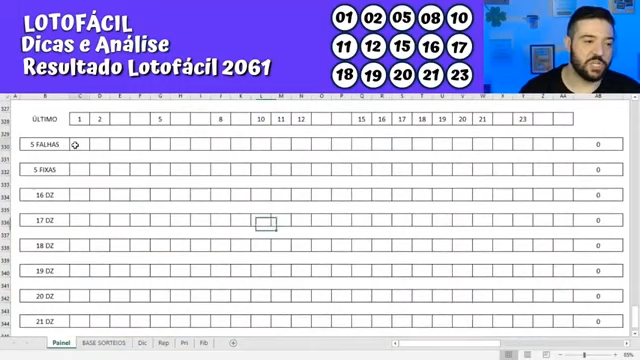 LOTOFÁCIL
Dicas e Análise
Resultado Lotofácil 2061
01 02 05 08 10
11 12 15 16 17
18 19 20 21 23
ÚLTIMO 1 2 5 8 10 11 12 15 16 17 18 19 20 21 23
5 FALHAS 0
5 FIXAS 0
16 DZ 0
17 DZ 0
18 DZ 0
19 DZ 0
20 DZ 0
21 DZ 0
Painel BASE SORTEIOS Dic Rep Pri Fib